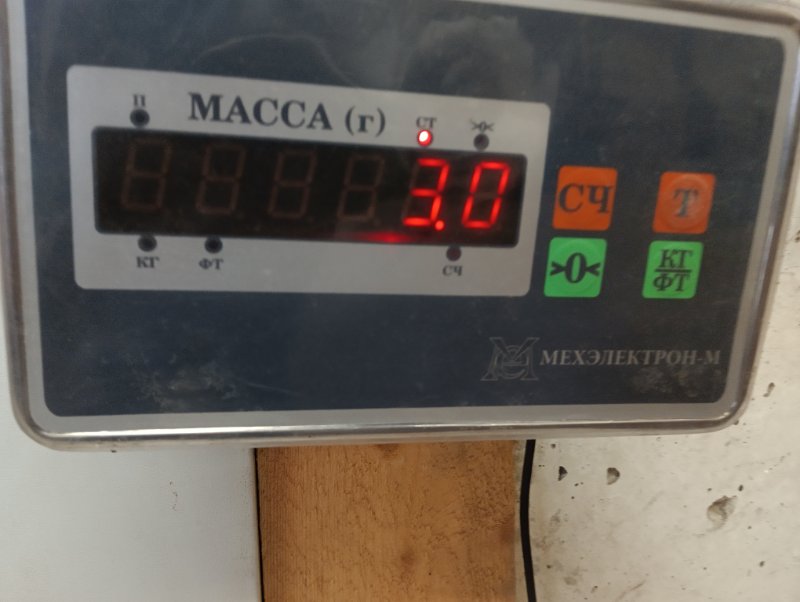 П
МАССА (г)
СТ
>0<
3.0
КГ
ФТ
СЧ
СЧ
Т
>0<
КГ
ФТ
МЕХЭЛЕКТРОН-М